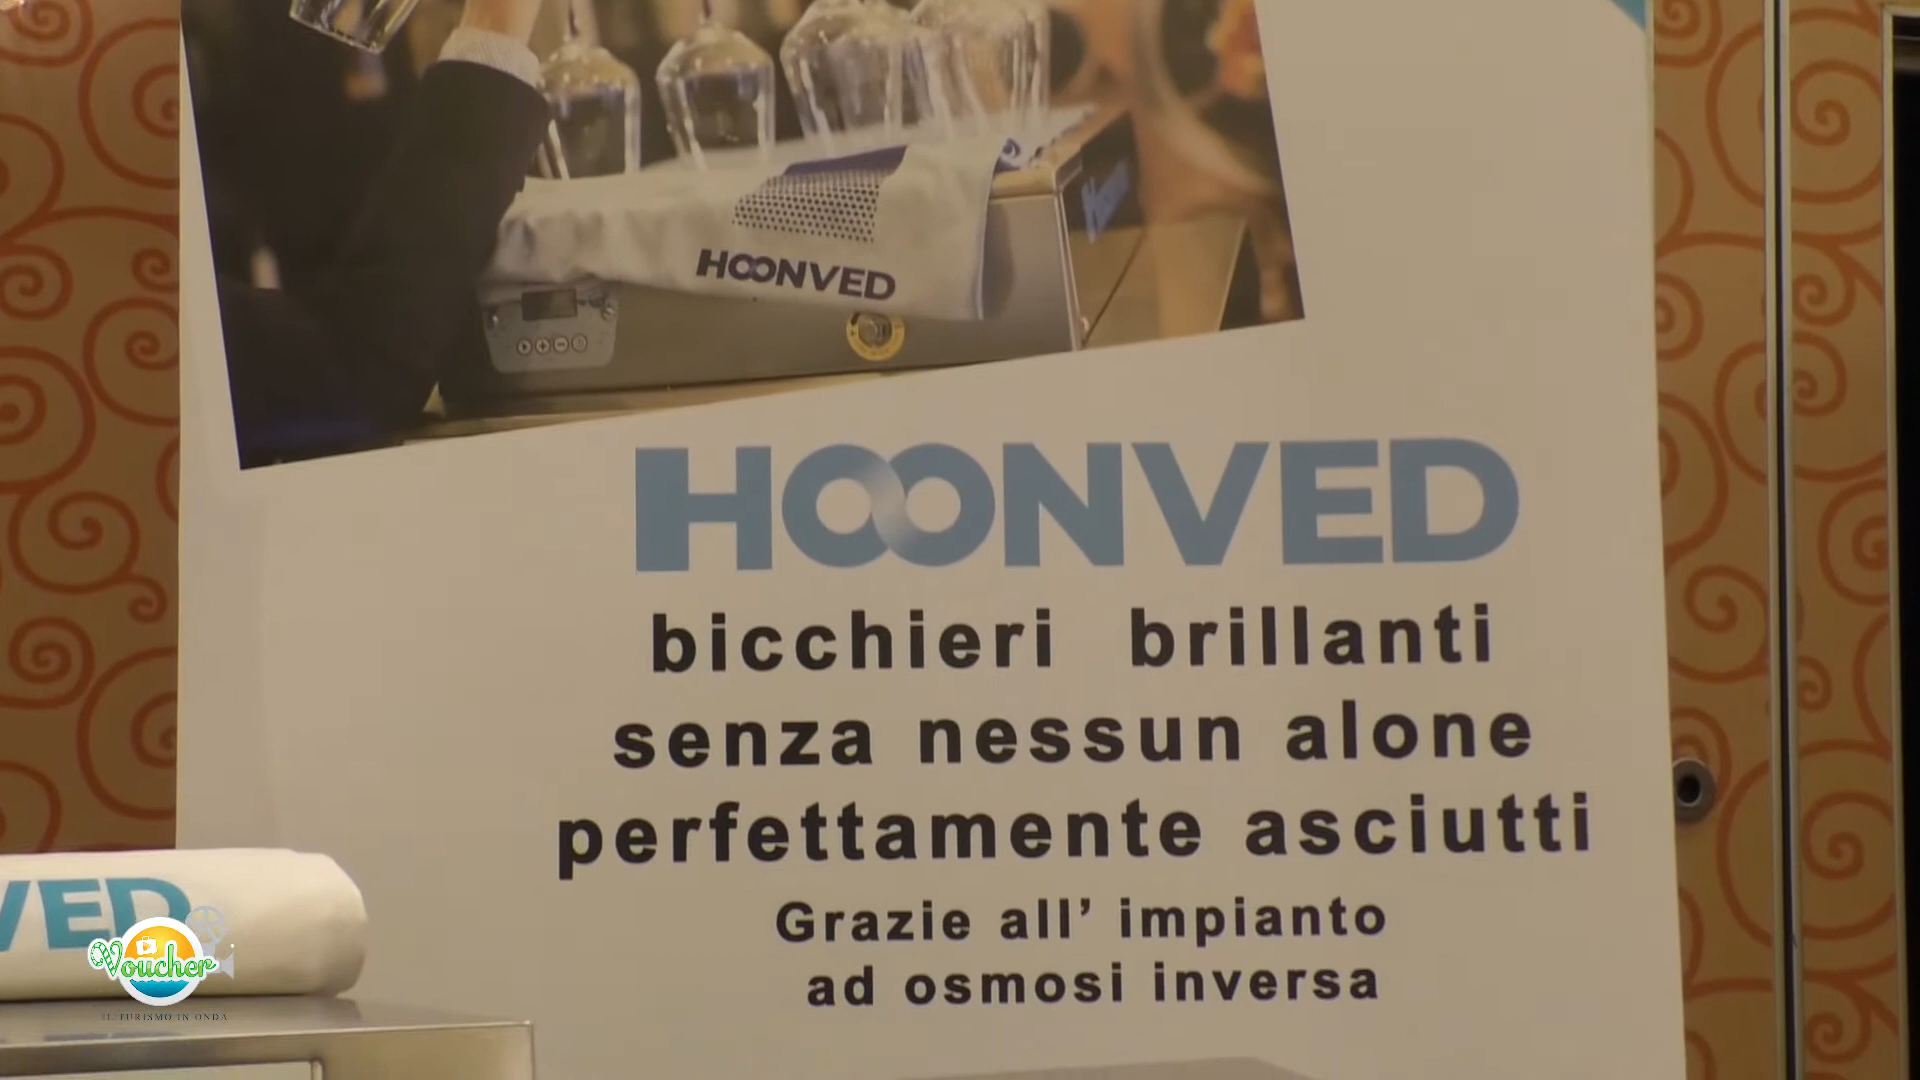 HOONVED
HOONVED
bicchieri brillanti
senza nessun alone
perfettamente asciutti
Grazie all' impianto
ad osmosi inversa
VED
Voucher
IL TURISMO IN ONDA